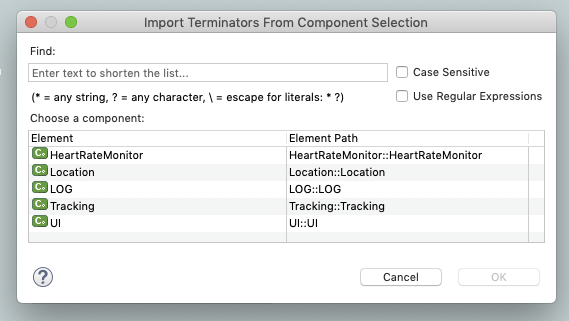 Import Terminators From Component Selection
Find:
Enter text to shorten the list...
Case Sensitive
(* = any string, ? = any character, \ = escape for literals: * ?)
Use Regular Expressions
Choose a component:
Element Element Path
HeartRateMonitor HeartRateMonitor::HeartRateMonitor
Location Location::Location
LOG LOG::LOG
Tracking Tracking::Tracking
UI UI::UI
? Cancel OK